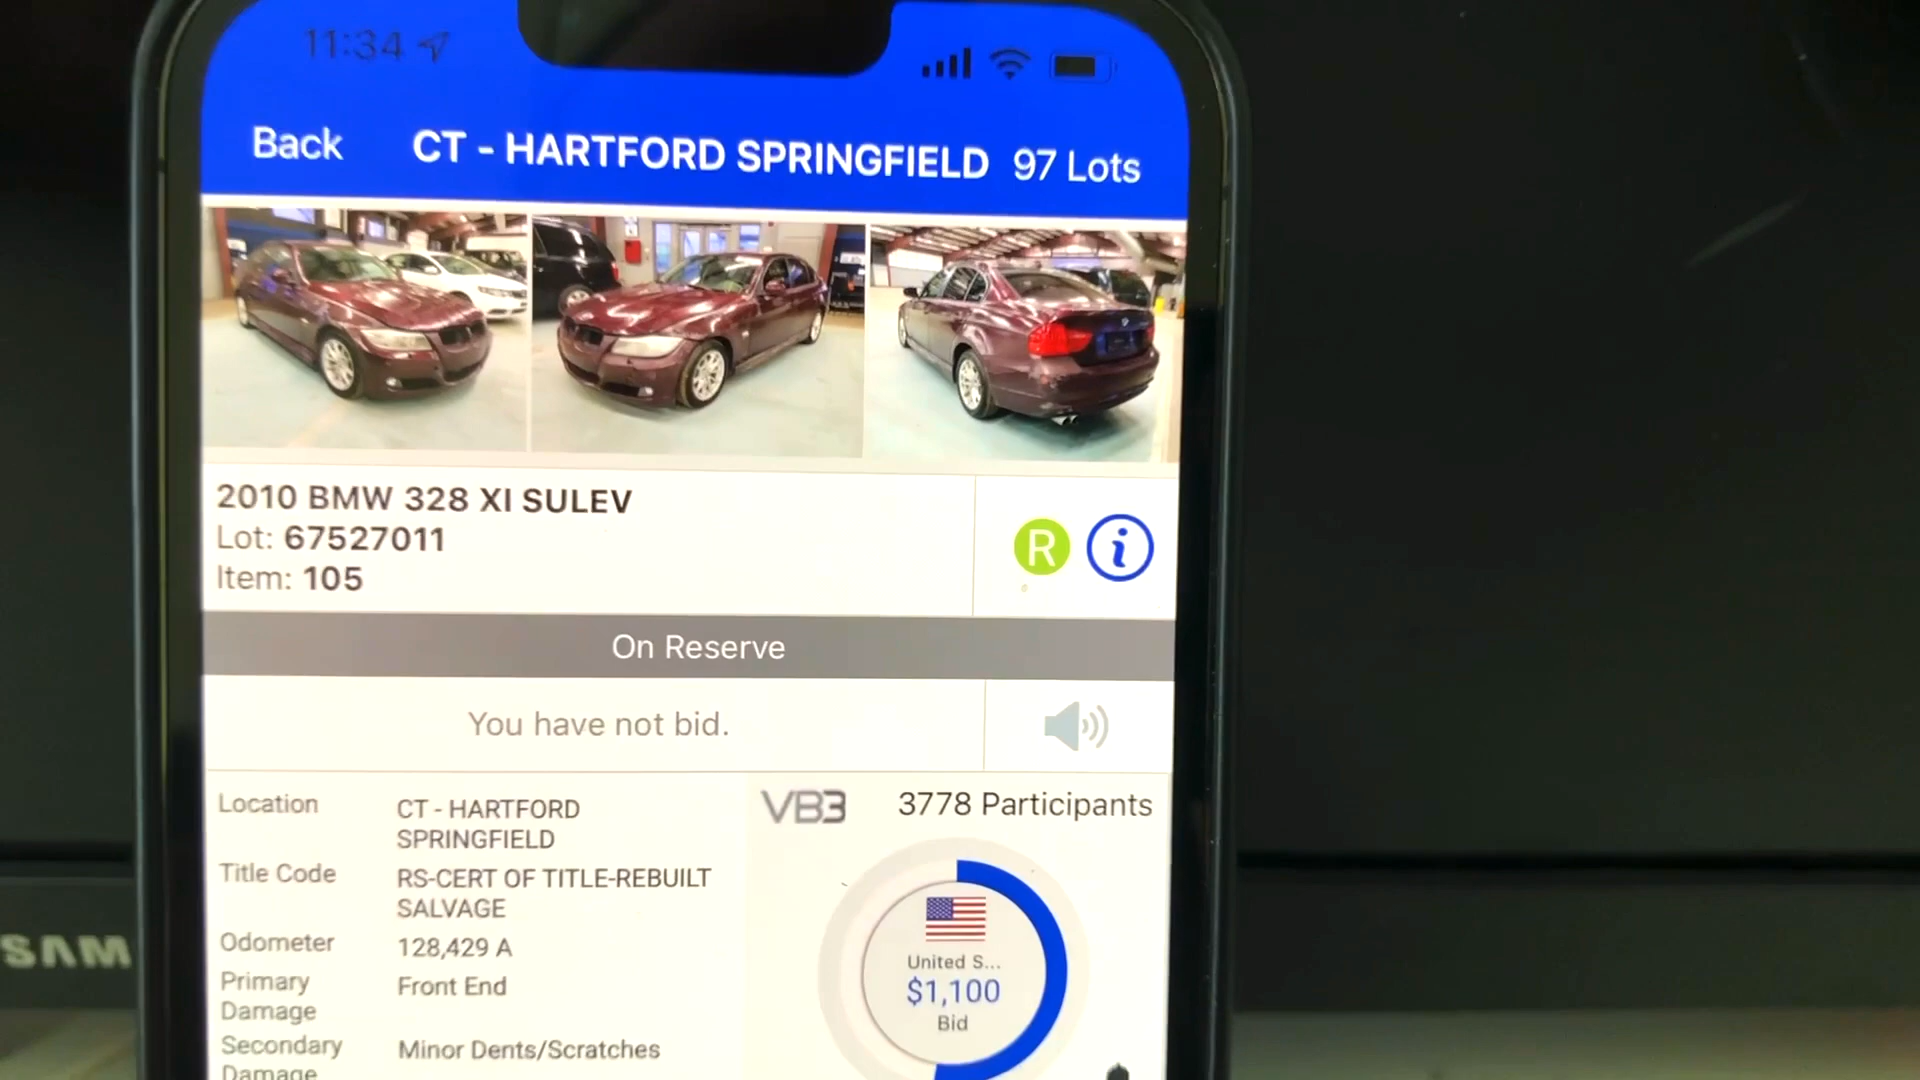 11:34
Back CT - HARTFORD SPRINGFIELD 97 Lots
2010 BMW 328 XI SULEV
Lot: 67527011
Item: 105
R i
On Reserve
You have not bid.
Location CT - HARTFORD SPRINGFIELD
VB3 3778 Participants
Title Code RS-CERT OF TITLE-REBUILT SALVAGE
Odometer 128,429 A
Primary Damage Front End
Secondary Damage Minor Dents/Scratches
United S...
$1,100
Bid
SAM